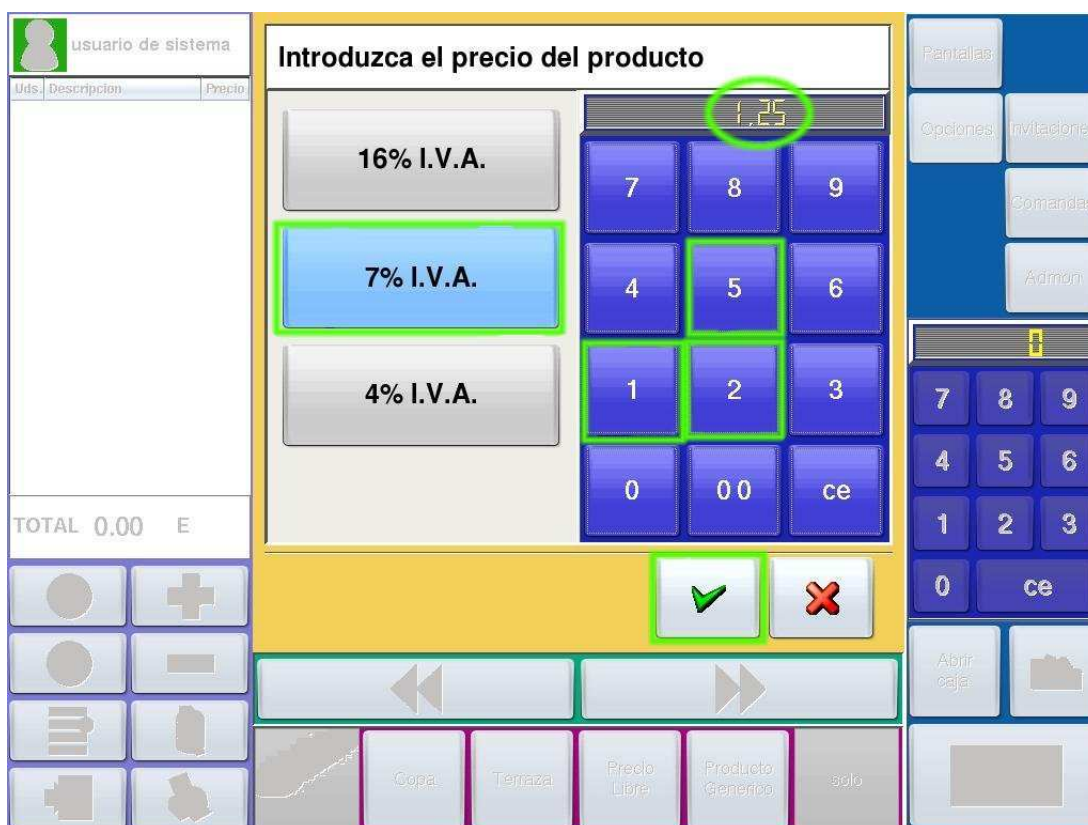 usuario de sistema
Uds. Descripcion Precio
TOTAL 0.00 E
Introduzca el precio del producto
1.25
16% I.V.A.
7% I.V.A.
4% I.V.A.
7 8 9
4 5 6
1 2 3
0 00 ce
Copa
Terraza
Precio
Libre
Producto
Generico
solo
Pantallas
Opciones
Invitacione
Comandas
Admon
0
7 8 9
4 5 6
1 2 3
0 ce
Abrir
caja